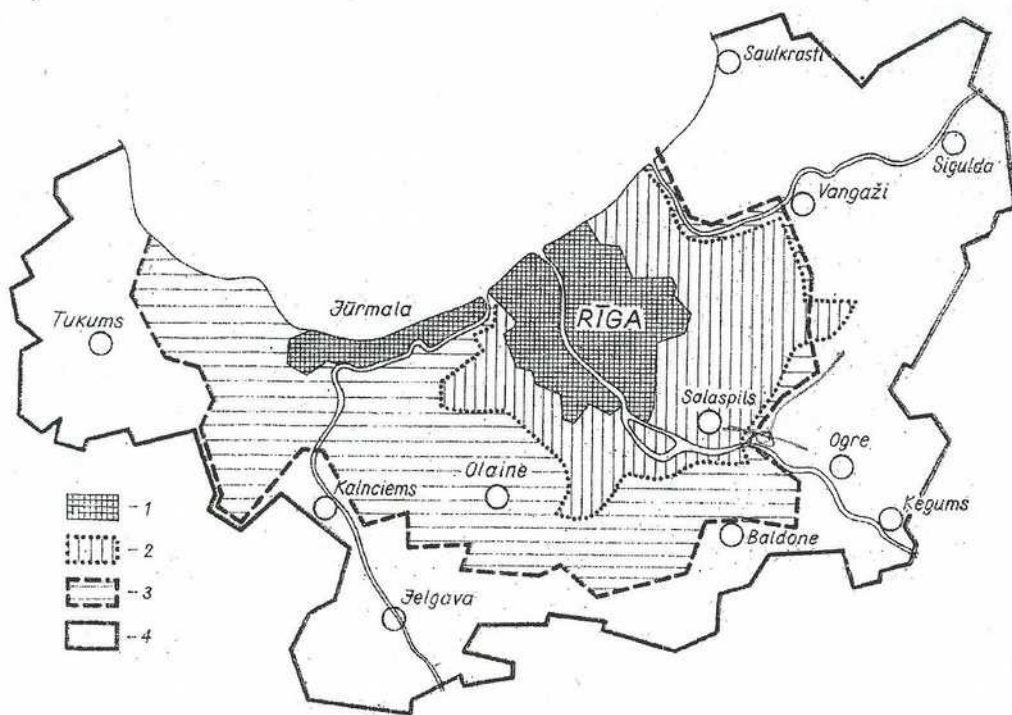 Saulkrasti
Sigulda
Vangaži
Jūrmala
RĪGA
Tukums
Salaspils
Ogre
Olaine
Kalnciems
Ķegums
Baldone
Jelgava
- 1
- 2
- 3
- 4